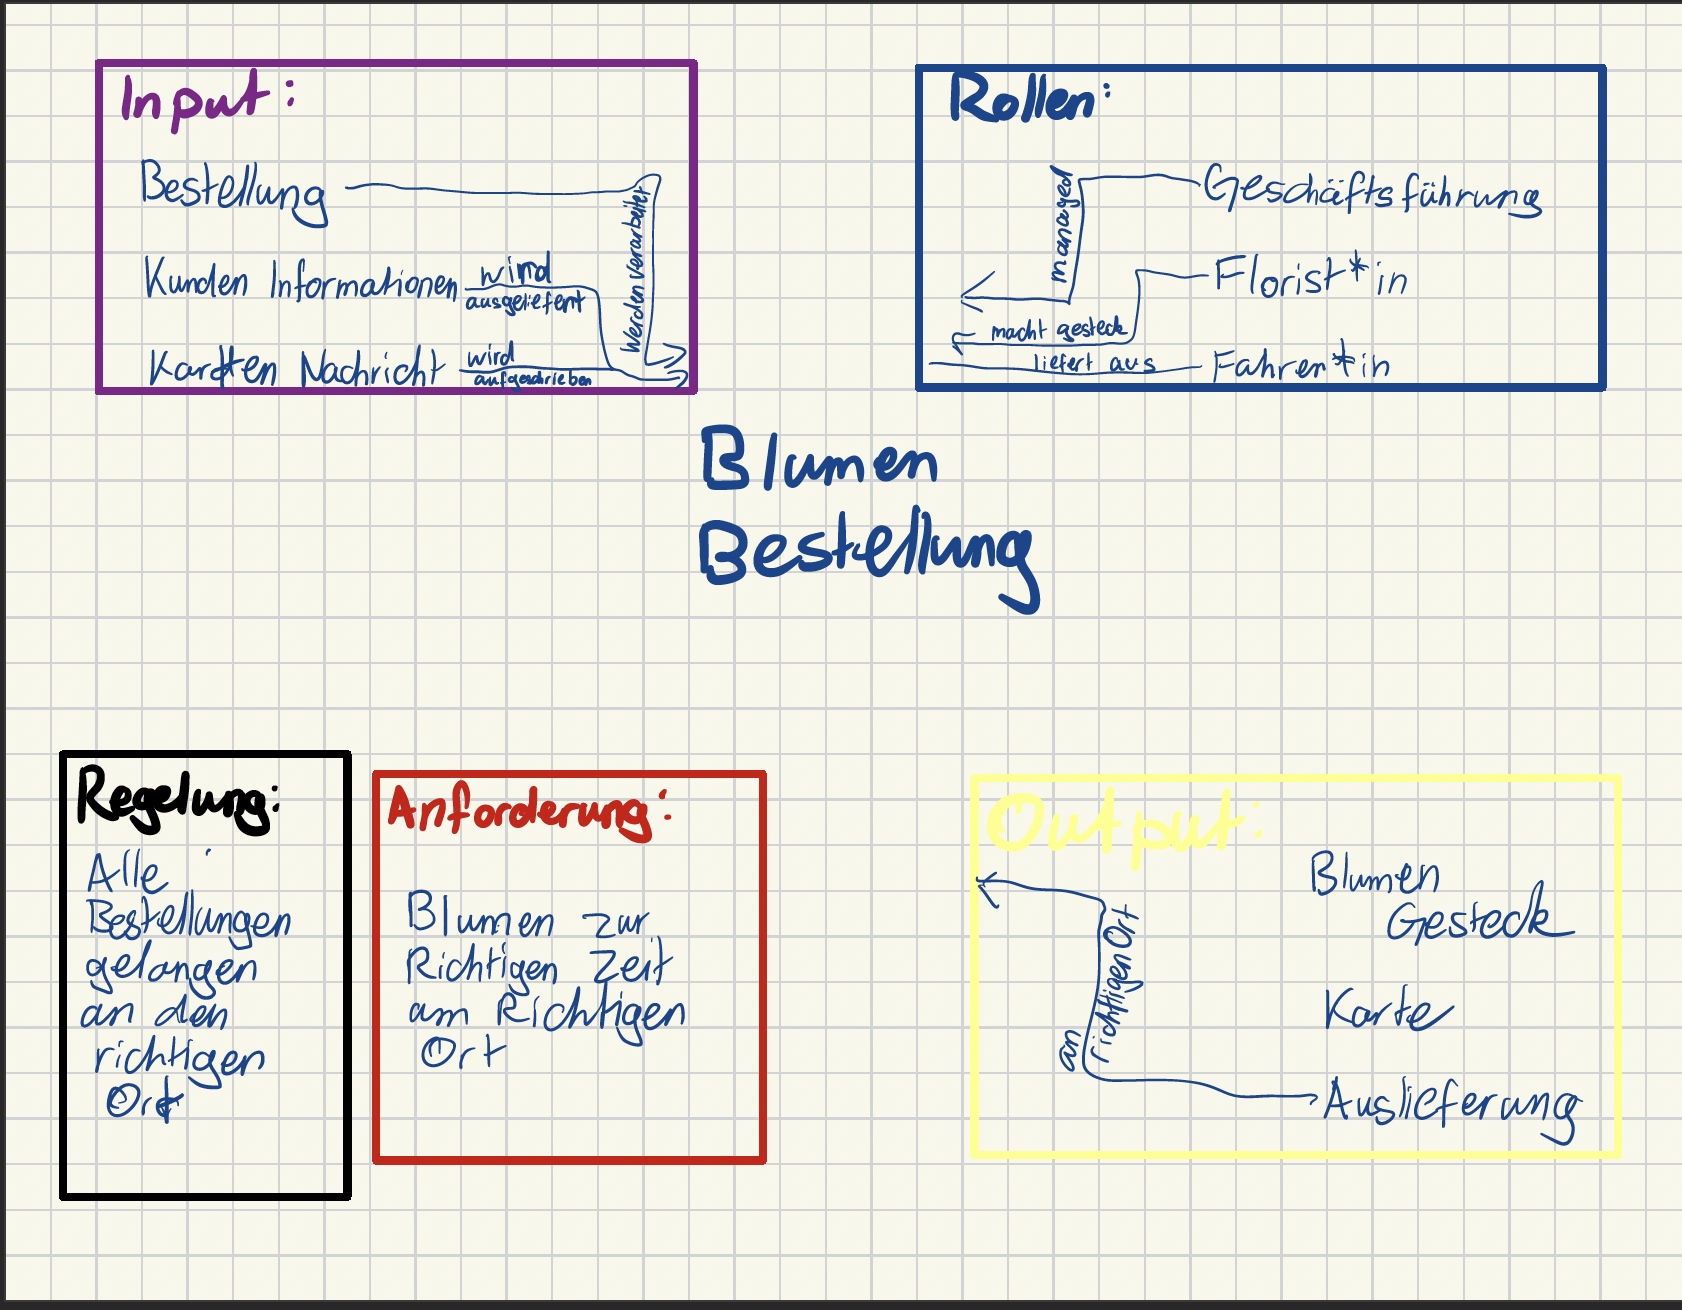 Input:
Bestellung
werden verarbeitet
Kunden Informationen wird
ausgeliefert
Kardten Nachricht wird
aufgeschrieben
Rollen:
managed
Geschäftsführung
Florist*in
macht gesteck
liefert aus
Fahrer*in
Blumen
Bestellung
Regelung:
Alle
Bestellungen
gelangen
an den
richtigen
Ort
Anforderung:
Blumen zur
Richtigen Zeit
am Richtigen
Ort
Output:
an richtigen Ort
Blumen
Gesteck
Karte
Auslieferung